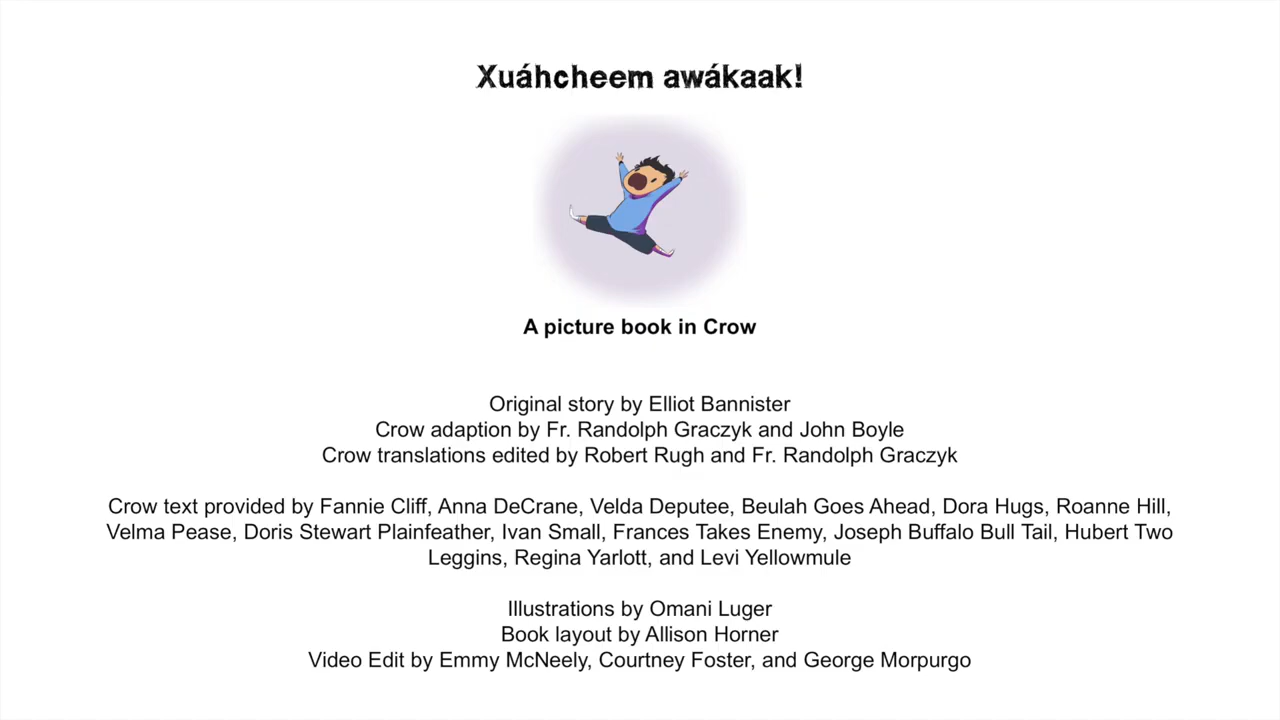 Xuáhcheem awákaak!
A picture book in Crow
Original story by Elliot Bannister
Crow adaption by Fr. Randolph Graczyk and John Boyle
Crow translations edited by Robert Rugh and Fr. Randolph Graczyk
Crow text provided by Fannie Cliff, Anna DeCrane, Velda Deputee, Beulah Goes Ahead, Dora Hugs, Roanne Hill,
Velma Pease, Doris Stewart Plainfeather, Ivan Small, Frances Takes Enemy, Joseph Buffalo Bull Tail, Hubert Two
Leggins, Regina Yarlott, and Levi Yellowmule
Illustrations by Omani Luger
Book layout by Allison Horner
Video Edit by Emmy McNeely, Courtney Foster, and George Morpurgo